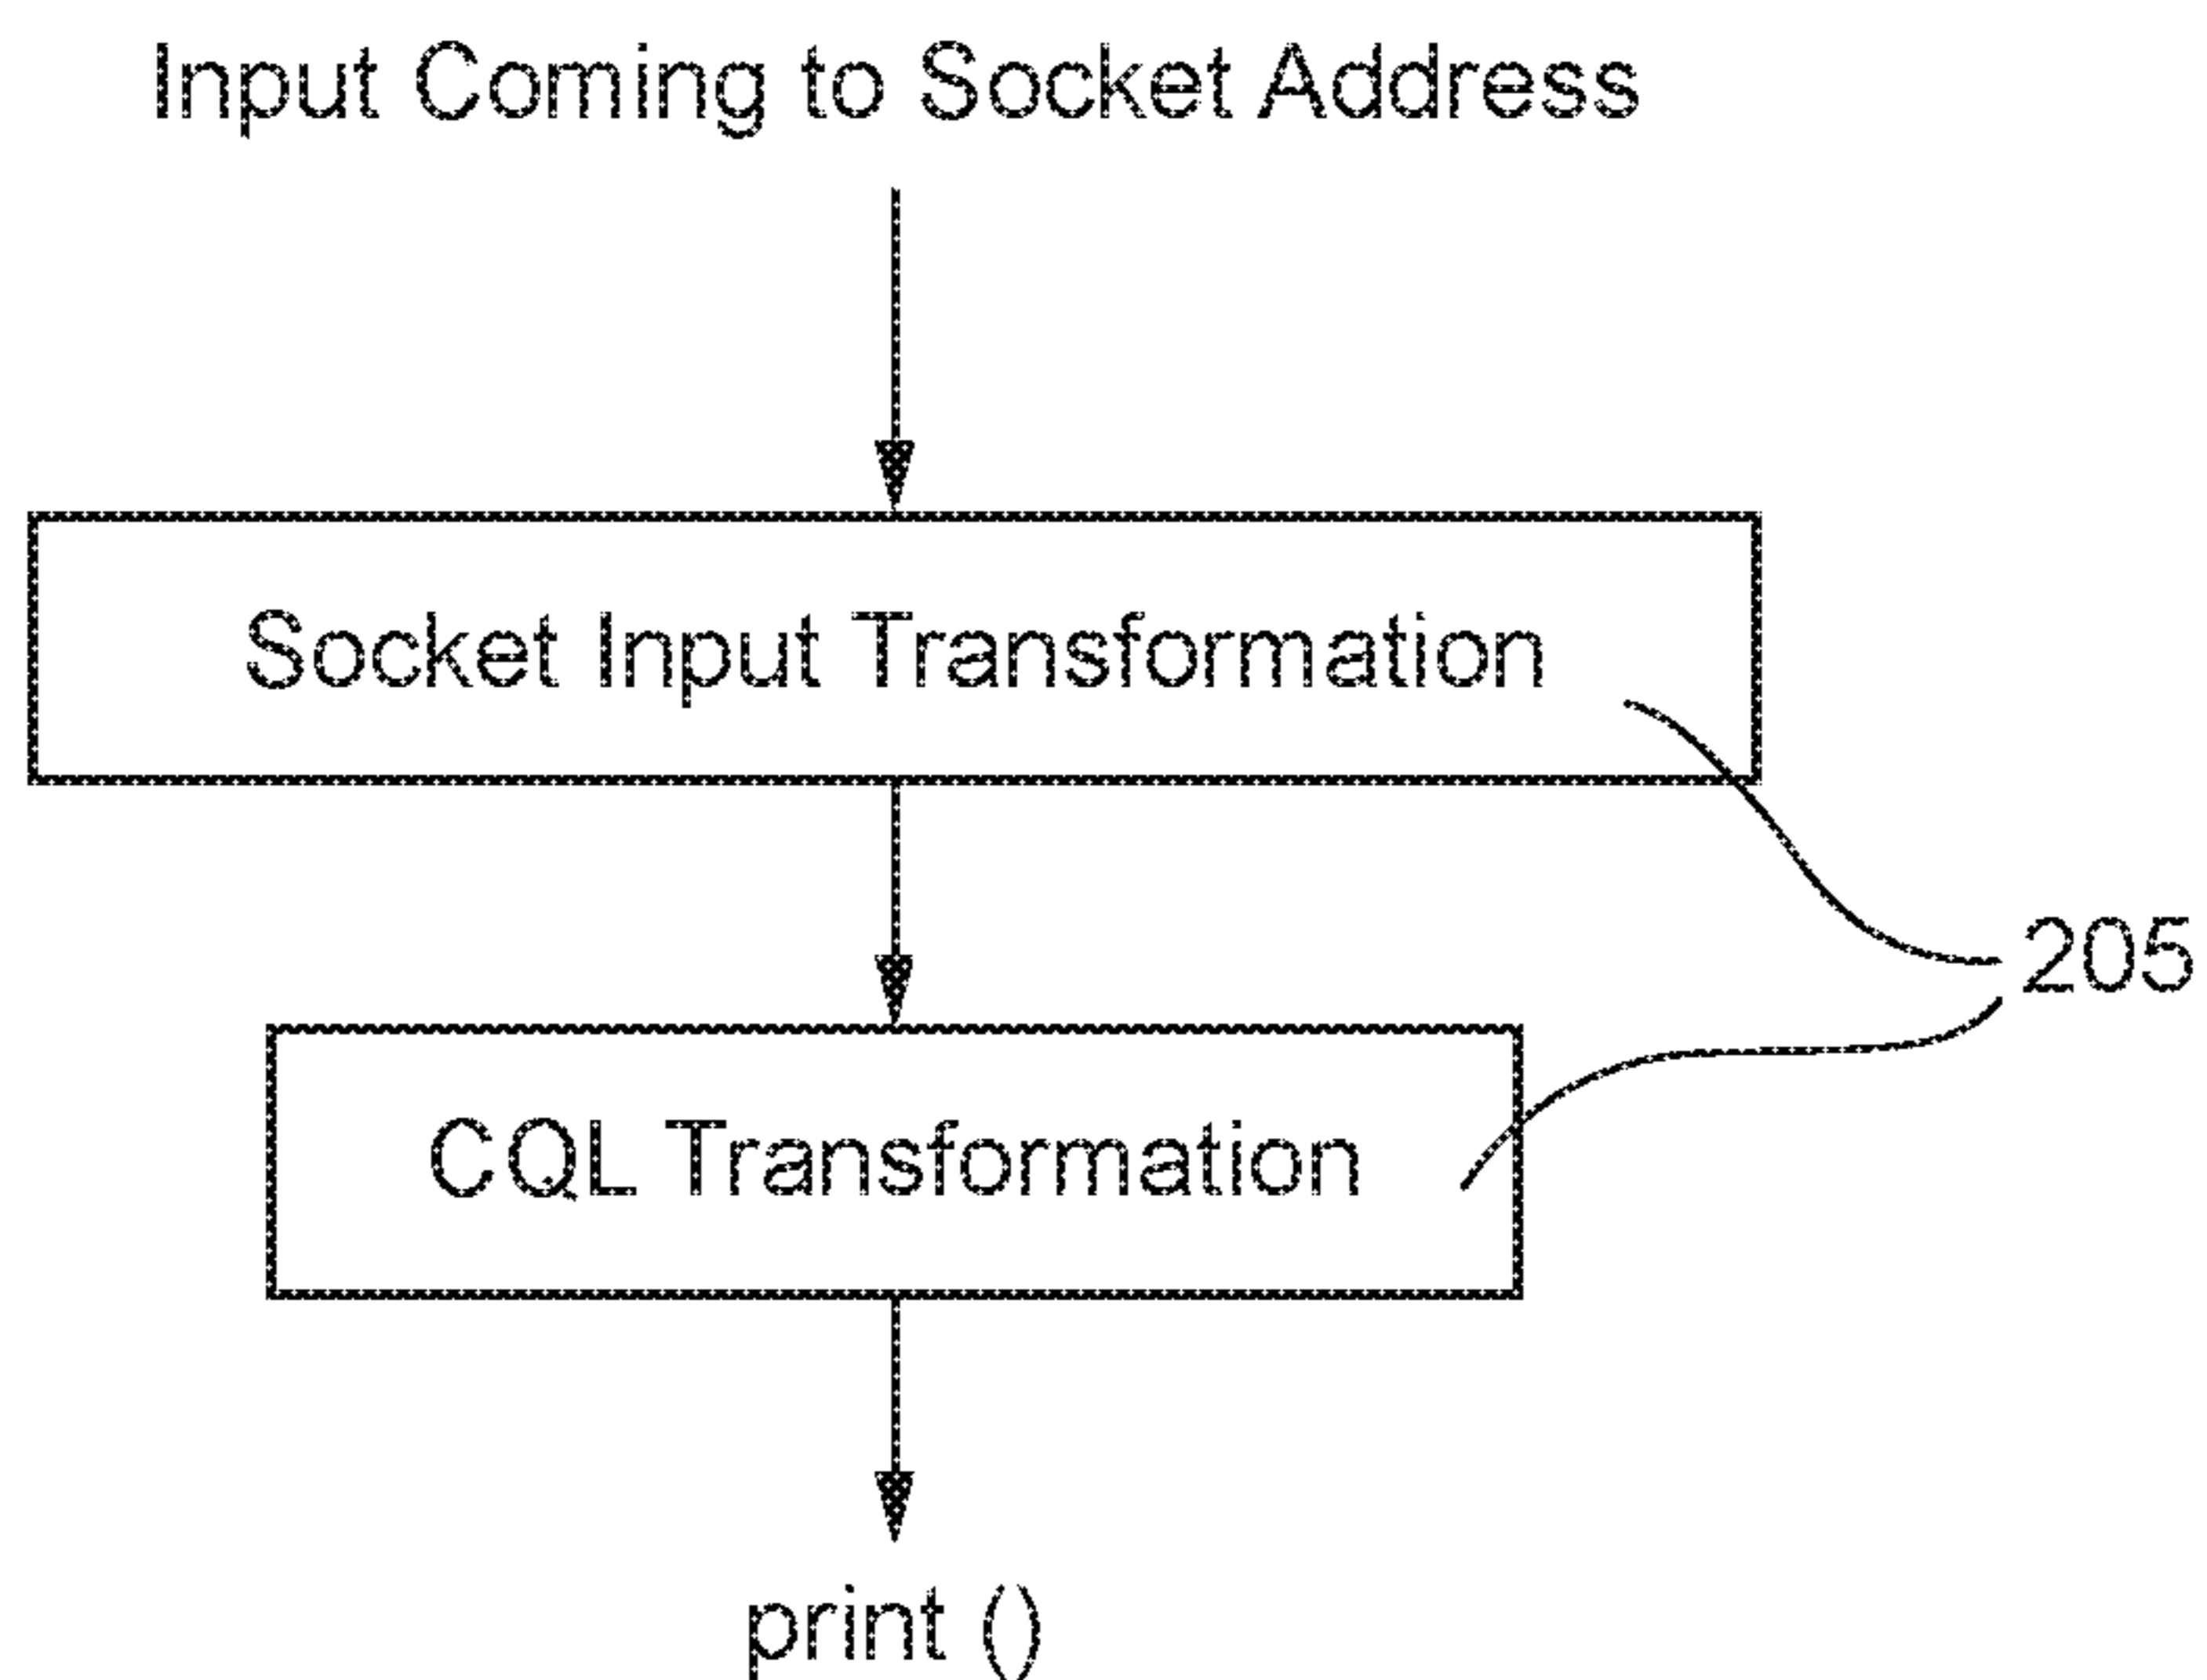 Input Coming to Socket Address
Socket Input Transformation
205
CQL Transformation
print ()